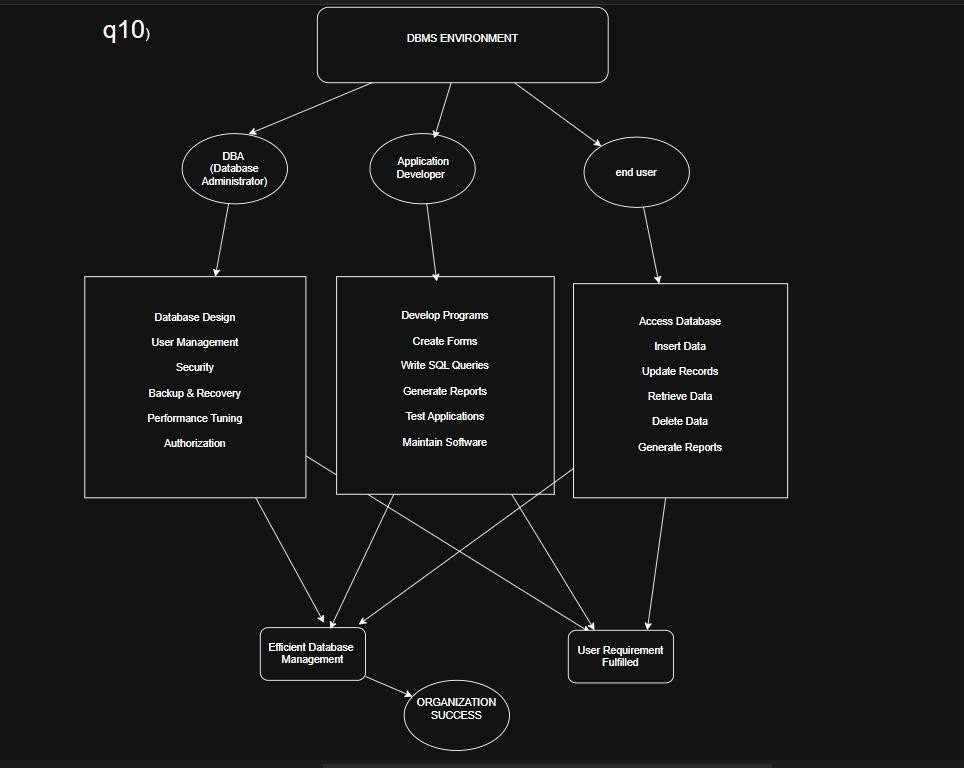 q10)
DBMS ENVIRONMENT
DBA
(Database
Administrator)
Application
Developer
end user
Database Design
User Management
Security
Backup & Recovery
Performance Tuning
Authorization
Develop Programs
Create Forms
Write SQL Queries
Generate Reports
Test Applications
Maintain Software
Access Database
Insert Data
Update Records
Retrieve Data
Delete Data
Generate Reports
Efficient Database
Management
User Requirement
Fulfilled
ORGANIZATION
SUCCESS